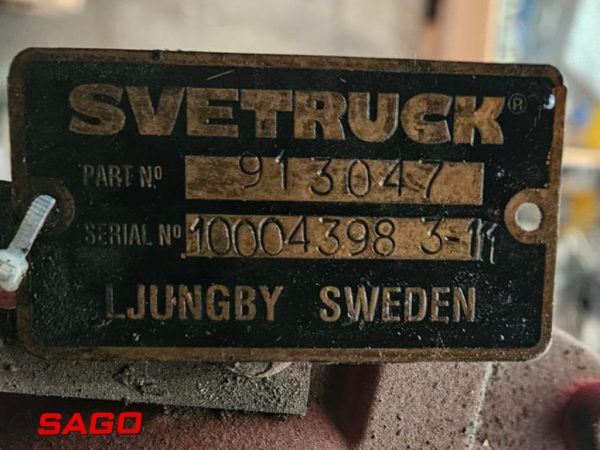 SVETRUCK®
PART Nº 913047
SERIAL Nº 10004398 3-11
LJUNGBY SWEDEN
SAGO